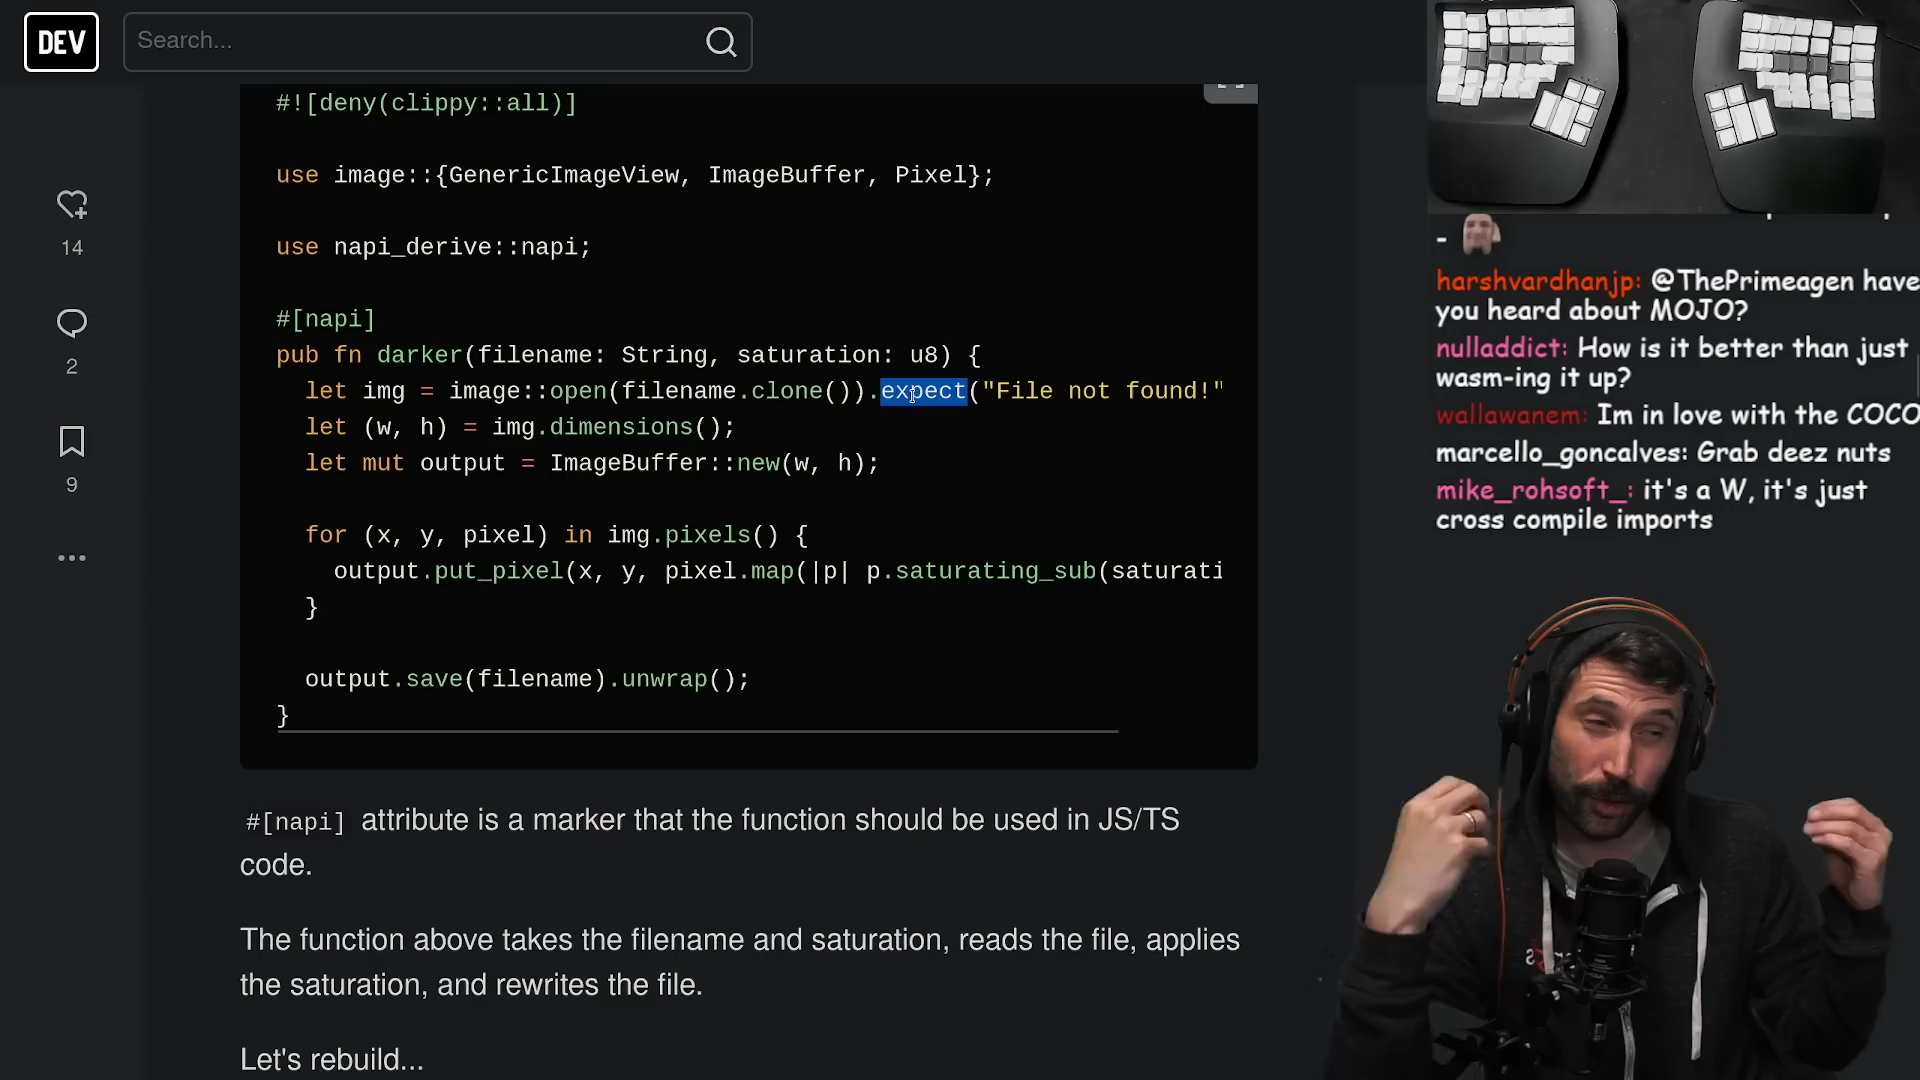 DEV
Search...
#![deny(clippy::all)]
use image::{GenericImageView, ImageBuffer, Pixel};
use napi_derive::napi;
#[napi]
pub fn darker(filename: String, saturation: u8) {
let img = image::open(filename.clone()).expect("File not found!"
let (w, h) = img.dimensions();
let mut output = ImageBuffer::new(w, h);
for (x, y, pixel) in img.pixels() {
output.put_pixel(x, y, pixel.map(|p| p.saturating_sub(saturati
}
output.save(filename).unwrap();
}
14
2
9
#[napi] attribute is a marker that the function should be used in JS/TS
code.
The function above takes the filename and saturation, reads the file, applies
the saturation, and rewrites the file.
Let's rebuild...
-
harshvardhanjp: @ThePrimeagen have
you heard about MOJO?
nulladdict: How is it better than just
wasm-ing it up?
wallawanem: Im in love with the COCO
marcello_goncalves: Grab deez nuts
mike_rohsoft_: it's a W, it's just
cross compile imports